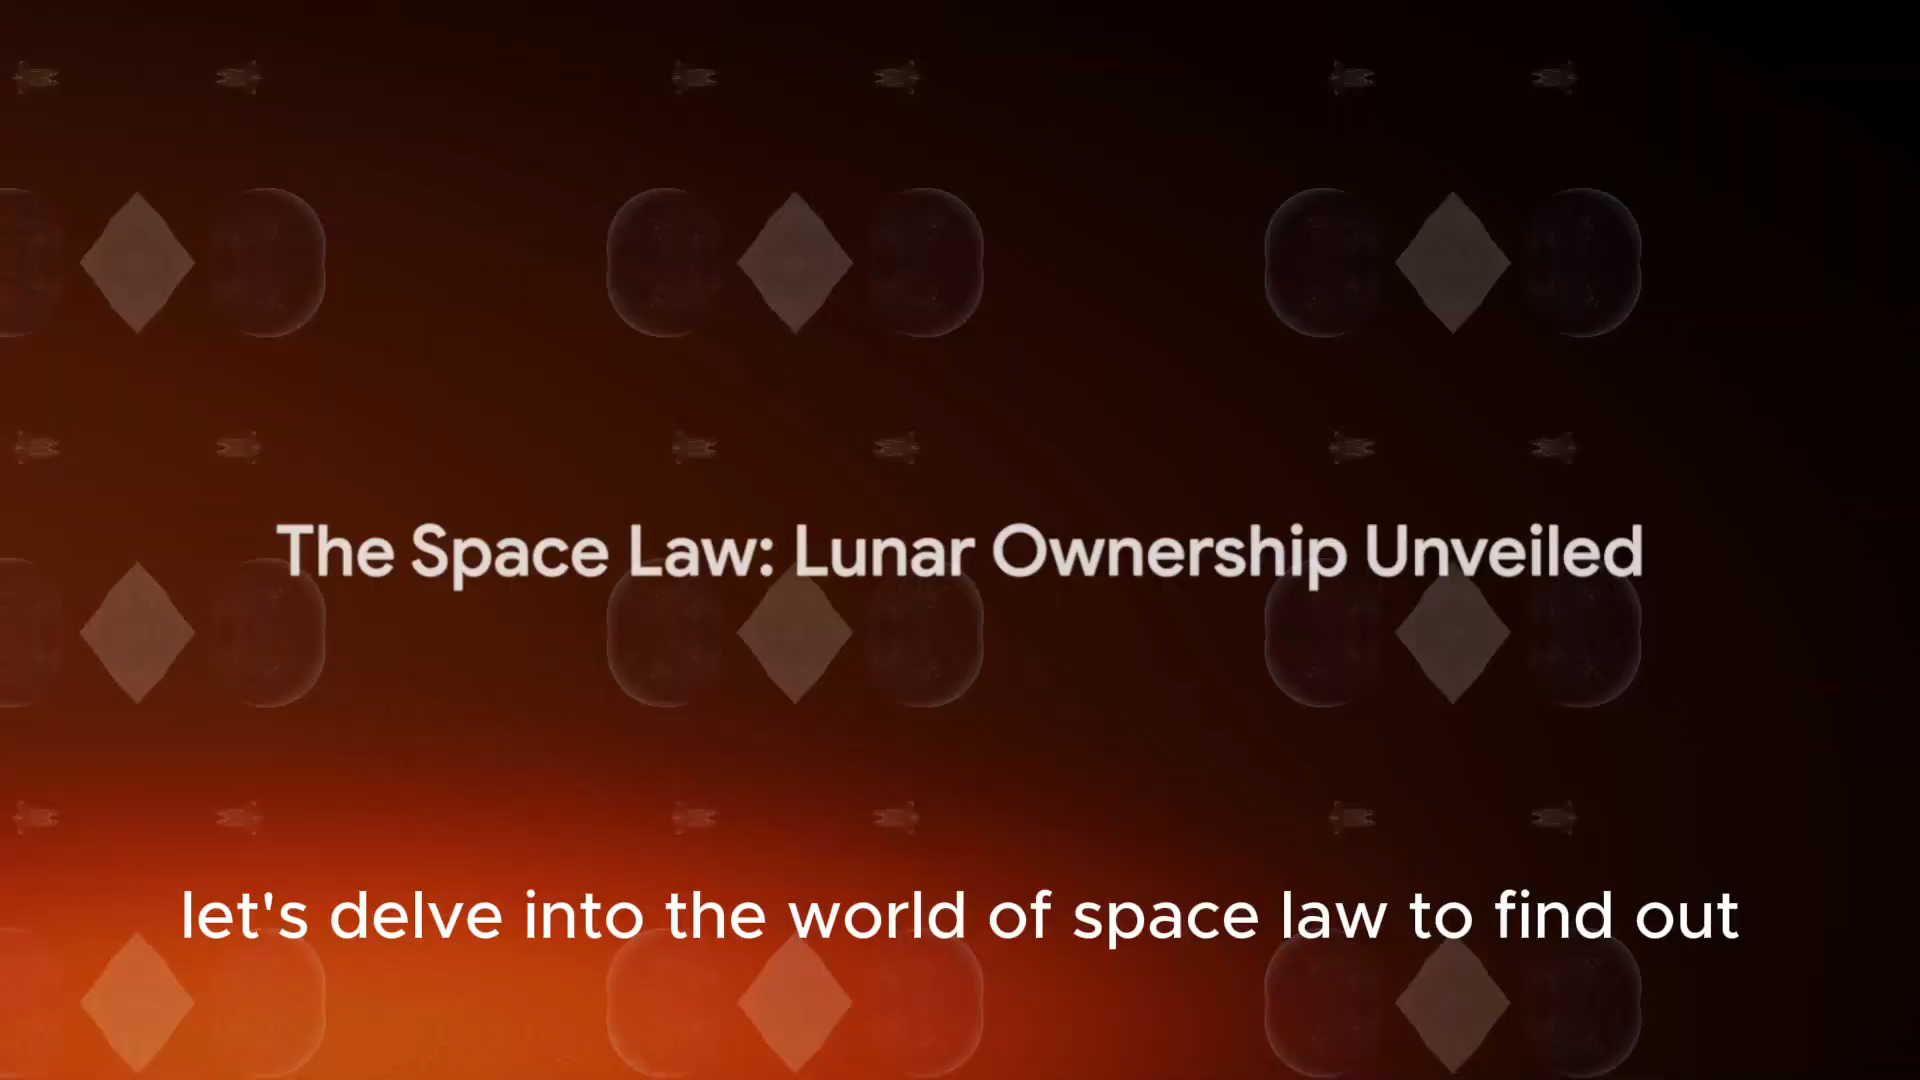 The Space Law: Lunar Ownership Unveiled
let's delve into the world of space law to find out